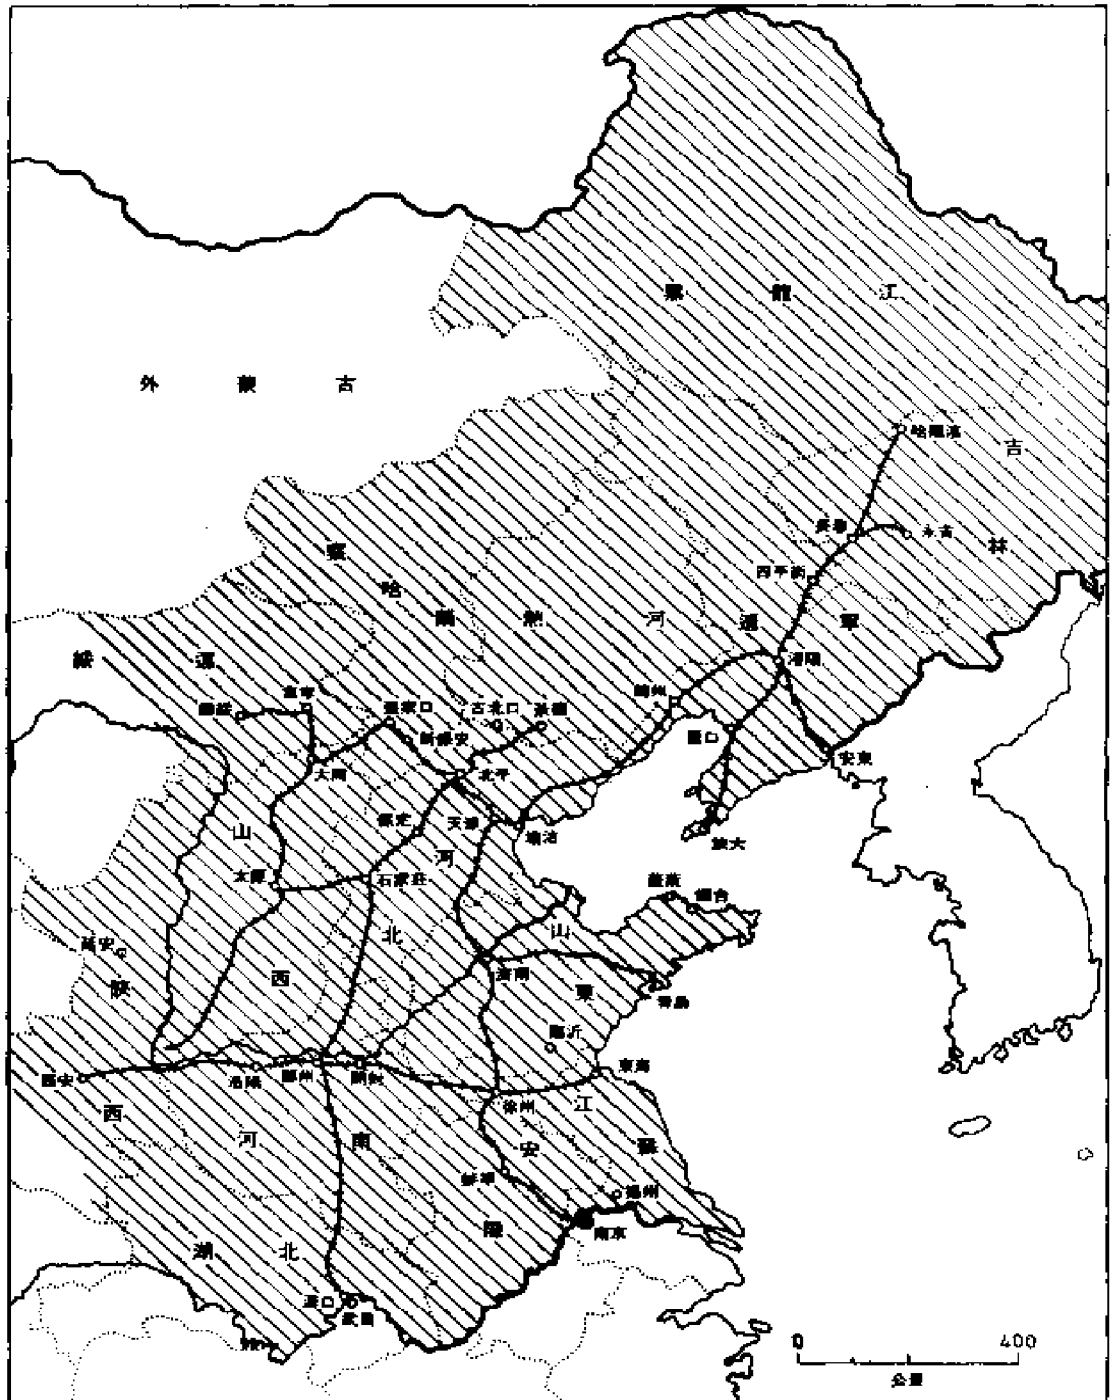 黑龍江
外蒙古
哈爾濱
吉林
長春
永吉
四平街
察哈爾
熱河
遼寧
綏遠
瀋陽
歸綏
集寧
張家口
古北口
承德
錦州
營口
新保安
安東
大同
北平
天津
塘沽
保定
旅大
山西
河北
太原
石家莊
蓬萊
煙台
延安
陝西
濟南
山東
青島
臨沂
東海
西安
洛陽
鄭州
開封
徐州
江蘇
河南
安徽
蚌埠
揚州
南京
湖北
漢口
武昌
0 400
公里